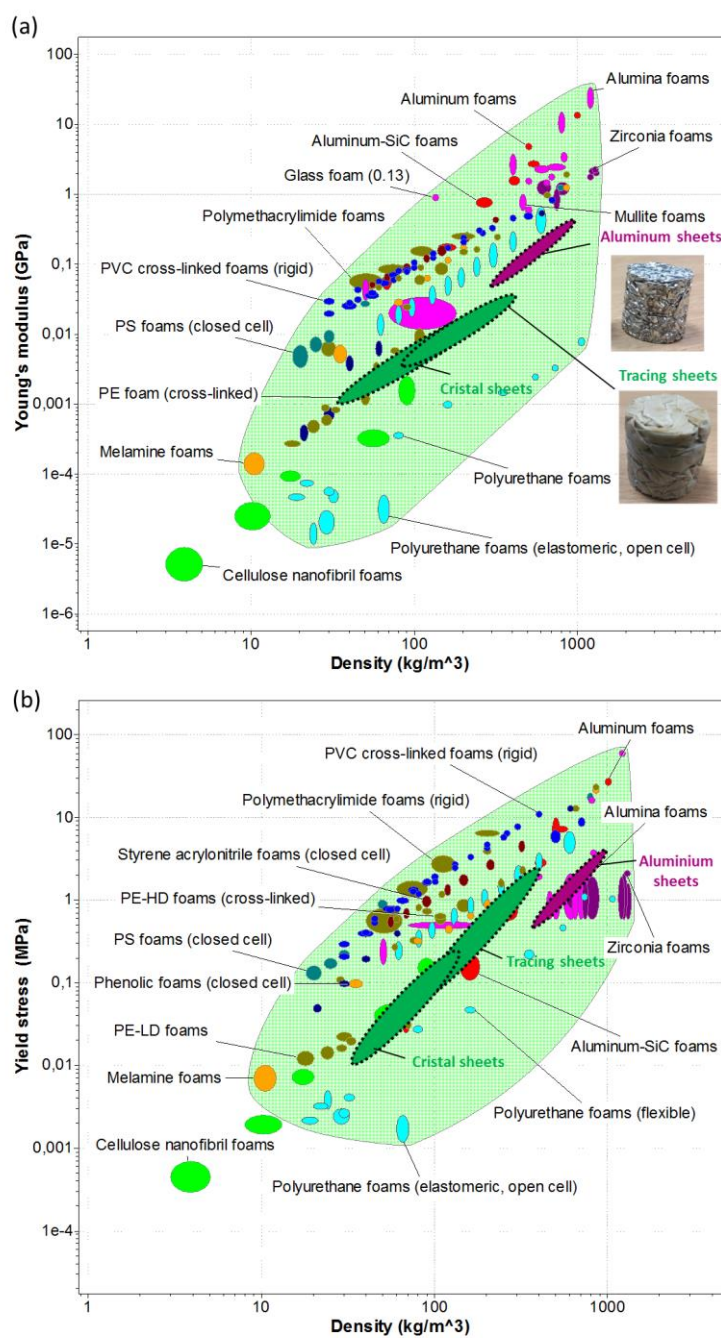 (a)
100
10
1
0,1
0,01
0,001
1e-4
1e-5
1e-6
Young's modulus (GPa)
Alumina foams
Aluminum foams
Aluminum-SiC foams
Zirconia foams
Glass foam (0.13)
Polymethacrylimide foams
Mullite foams
Aluminum sheets
PVC cross-linked foams (rigid)
PS foams (closed cell)
Tracing sheets
PE foam (cross-linked)
Cristal sheets
Melamine foams
Polyurethane foams
Polyurethane foams (elastomeric, open cell)
Cellulose nanofibril foams
1
10
100
1000
Density (kg/m^3)
(b)
100
10
1
0,1
0,01
0,001
1e-4
Yield stress (MPa)
Aluminum foams
PVC cross-linked foams (rigid)
Polymethacrylimide foams (rigid)
Alumina foams
Styrene acrylonitrile foams (closed cell)
Aluminium
sheets
PE-HD foams (cross-linked)
PS foams (closed cell)
Zirconia foams
Tracing sheets
Phenolic foams (closed cell)
PE-LD foams
Aluminum-SiC foams
Cristal sheets
Melamine foams
Polyurethane foams (flexible)
Cellulose nanofibril foams
Polyurethane foams (elastomeric, open cell)
1
10
100
1000
Density (kg/m^3)